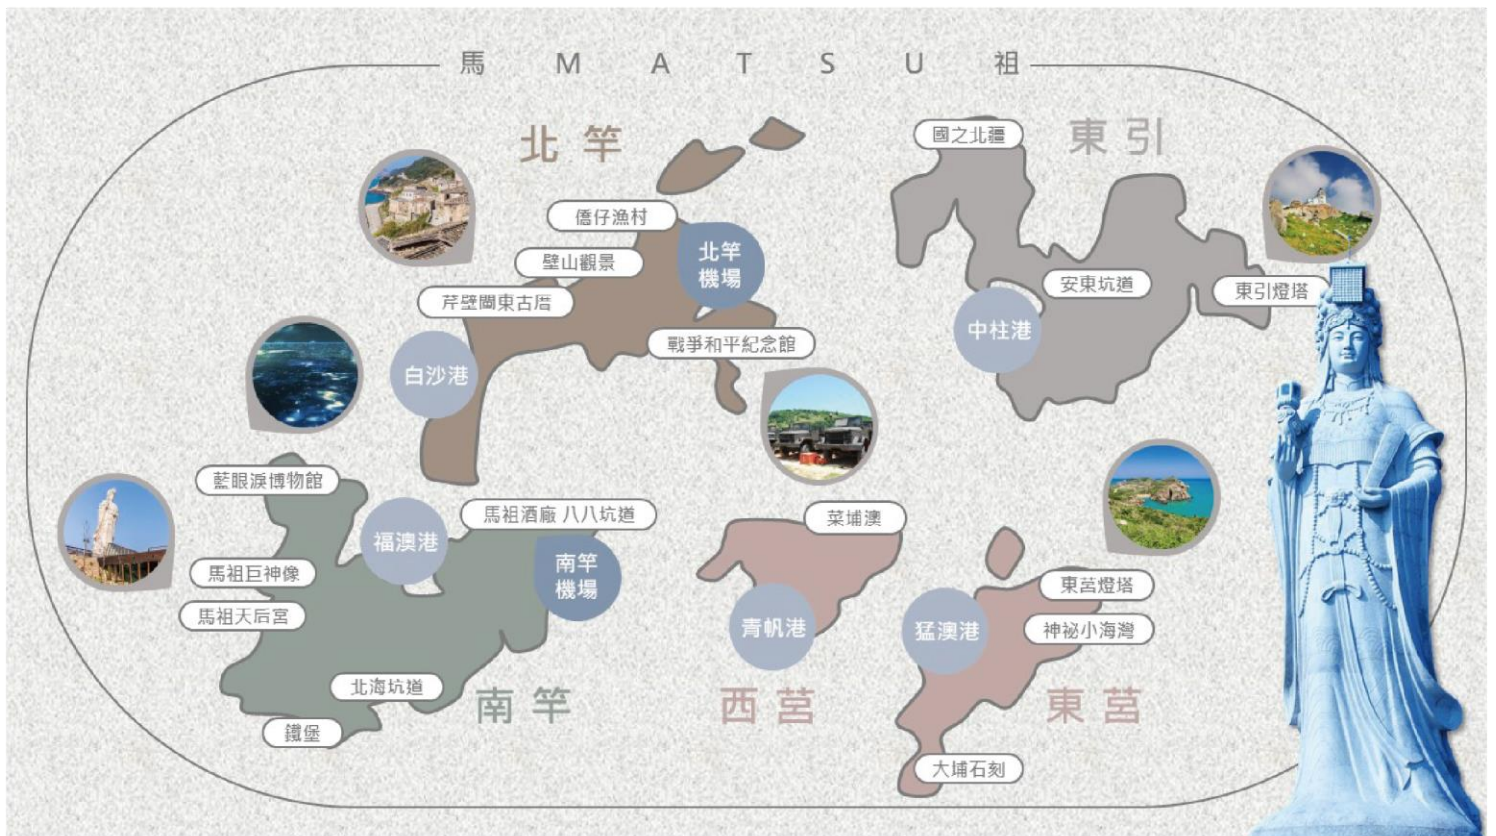 馬 M A T S U 祖
北竿
國之北疆
東引
僑仔漁村
北竿
機場
壁山觀景
芹壁閩東古厝
安東坑道
東引燈塔
中柱港
戰爭和平紀念館
白沙港
藍眼淚博物館
馬祖酒廠 八八坑道
福澳港
南竿
機場
馬祖巨神像
馬祖天后宮
北海坑道
南竿
鐵堡
菜埔澳
青帆港
西莒
東莒燈塔
猛澳港
神祕小海灣
東莒
大埔石刻